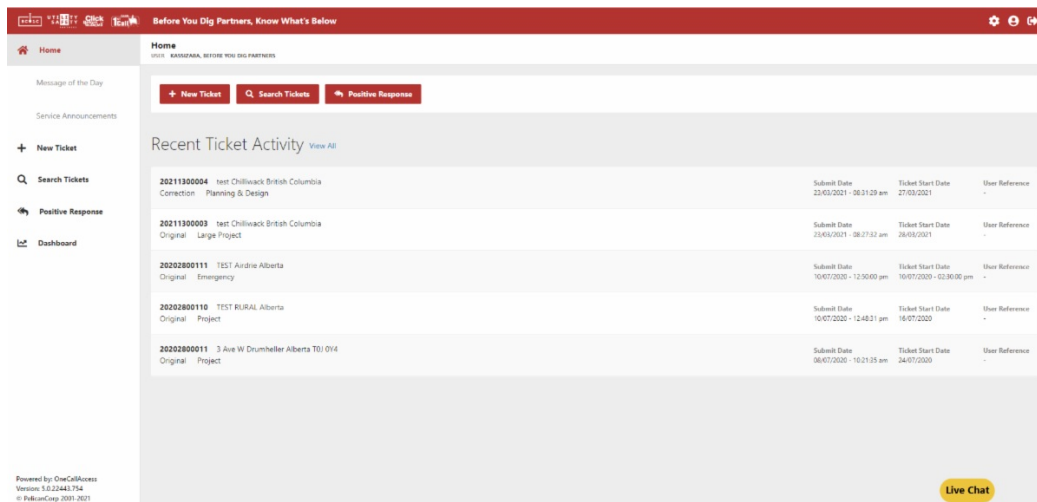 BCOneCall UTILITY SAFETY Click Before You Dig 1Call Before You Dig Partners, Know What's Below
Home
Message of the Day
Service Announcements
New Ticket
Search Tickets
Positive Response
Dashboard
Home
USER: KASSIZABA, BEFORE YOU DIG PARTNERS
New Ticket Search Tickets Positive Response
Recent Ticket Activity View All
20211300004 test Chilliwack British Columbia Submit Date Ticket Start Date User Reference
Correction Planning & Design 23/03/2021 - 08:31:29 am 27/03/2021 -
20211300003 test Chilliwack British Columbia Submit Date Ticket Start Date User Reference
Original Large Project 23/03/2021 - 08:27:32 am 28/03/2021 -
20202800111 TEST Airdrie Alberta Submit Date Ticket Start Date User Reference
Original Emergency 10/07/2020 - 12:50:00 pm 10/07/2020 - 02:30:00 pm -
20202800110 TEST RURAL Alberta Submit Date Ticket Start Date User Reference
Original Project 10/07/2020 - 12:48:31 pm 16/07/2020 -
20202800011 3 Ave W Drumheller Alberta T0J 0Y4 Submit Date Ticket Start Date User Reference
Original Project 08/07/2020 - 10:21:35 am 24/07/2020 -
Powered by: OneCallAccess
Version: 5.0.22443.754
© PelicanCorp 2001-2021
Live Chat